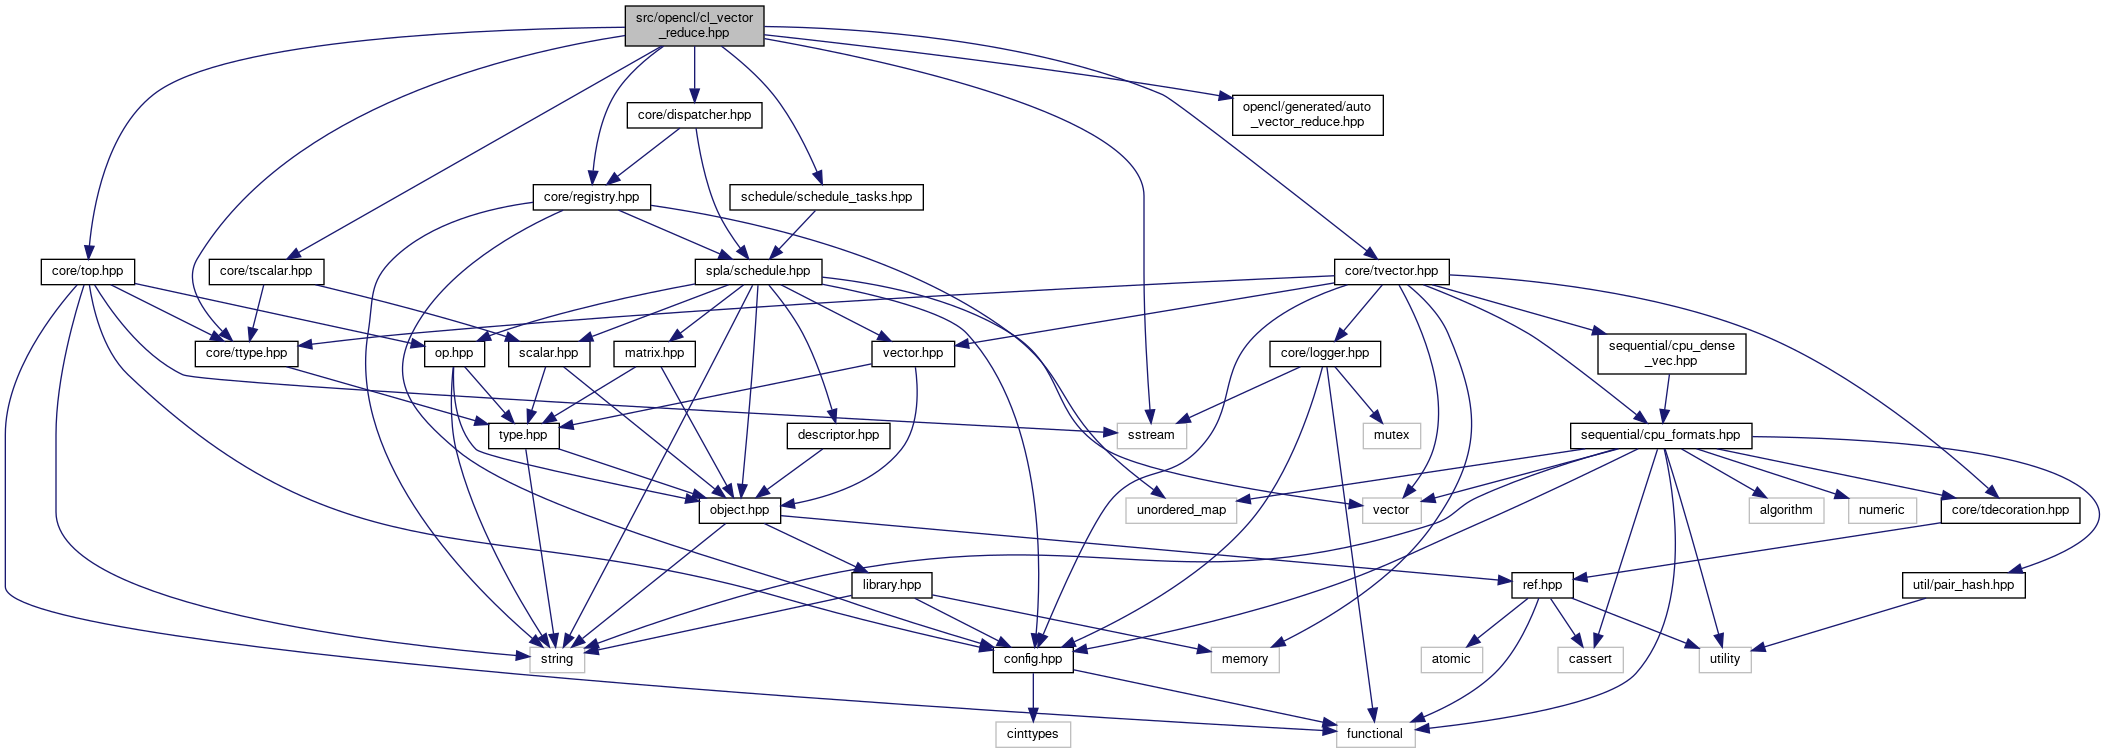 src/opencl/cl_vector
_reduce.hpp
opencl/generated/auto
_vector_reduce.hpp
core/dispatcher.hpp
core/registry.hpp
schedule/schedule_tasks.hpp
core/top.hpp
core/tscalar.hpp
spla/schedule.hpp
core/tvector.hpp
core/ttype.hpp
op.hpp
scalar.hpp
matrix.hpp
vector.hpp
core/logger.hpp
sequential/cpu_dense
_vec.hpp
type.hpp
descriptor.hpp
sstream
mutex
sequential/cpu_formats.hpp
object.hpp
unordered_map
vector
algorithm
numeric
core/tdecoration.hpp
library.hpp
ref.hpp
util/pair_hash.hpp
string
config.hpp
memory
atomic
cassert
utility
cinttypes
functional